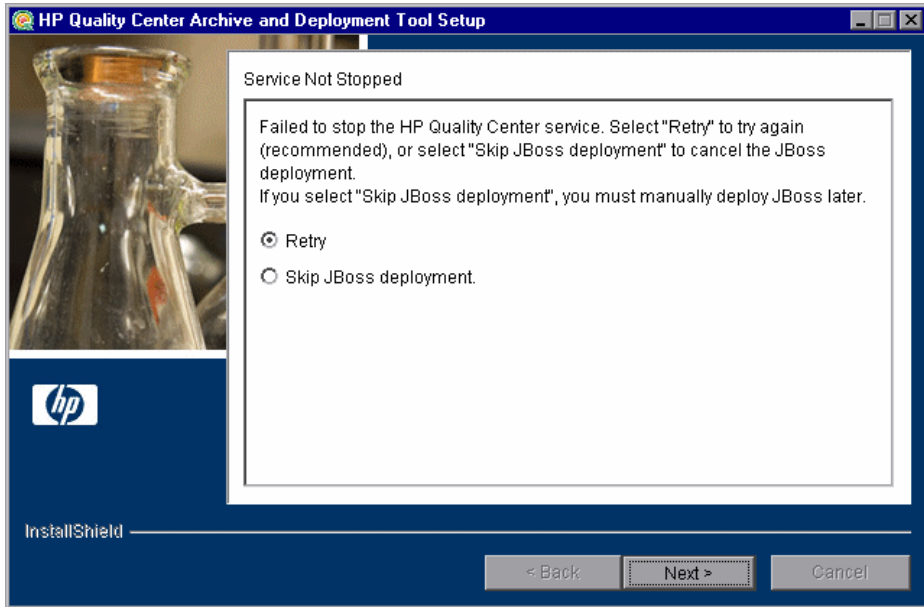 HP Quality Center Archive and Deployment Tool Setup
Service Not Stopped
Failed to stop the HP Quality Center service. Select "Retry" to try again
(recommended), or select "Skip JBoss deployment" to cancel the JBoss
deployment.
If you select "Skip JBoss deployment", you must manually deploy JBoss later.
Retry
Skip JBoss deployment.
hp
InstallShield
< Back
Next >
Cancel